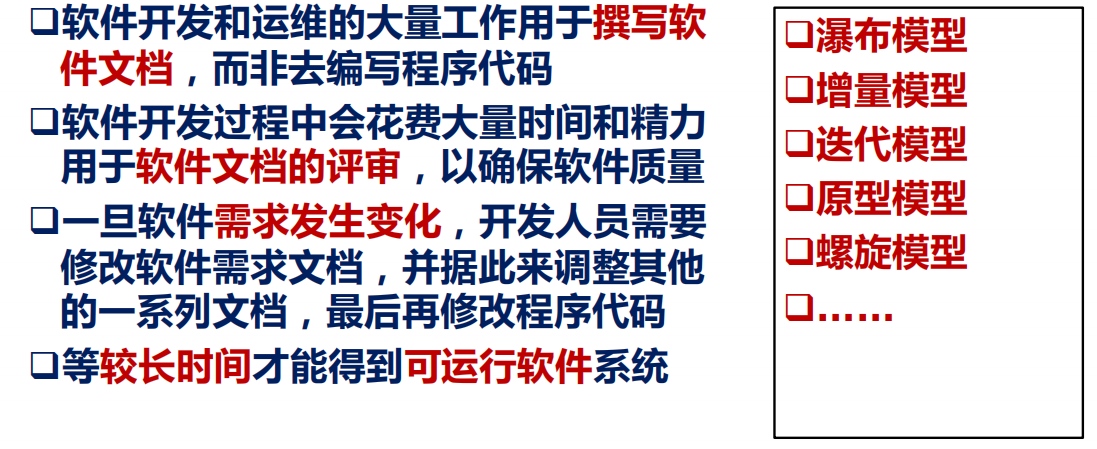 ❑软件开发和运维的大量工作用于撰写软
件文档，而非去编写程序代码
❑软件开发过程中会花费大量时间和精力
用于软件文档的评审，以确保软件质量
❑一旦软件需求发生变化，开发人员需要
修改软件需求文档，并据此来调整其他
的一系列文档，最后再修改程序代码
❑等较长时间才能得到可运行软件系统
❑瀑布模型
❑增量模型
❑迭代模型
❑原型模型
❑螺旋模型
❑……